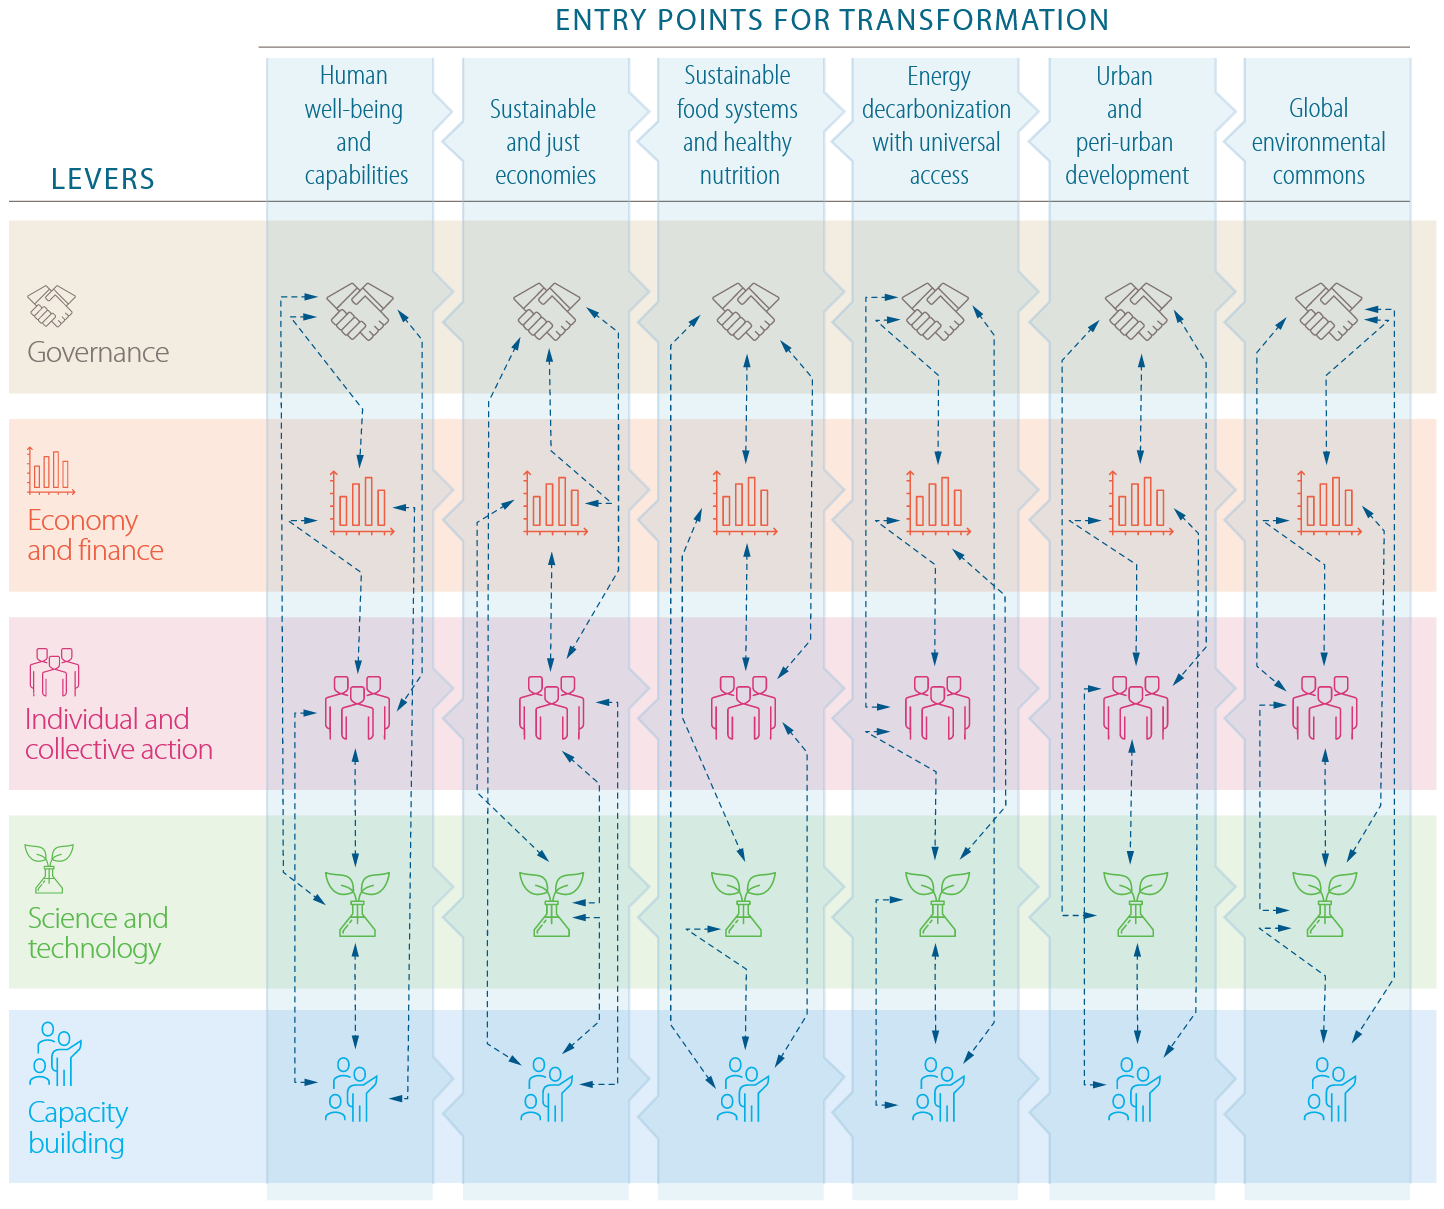 ENTRY POINTS FOR TRANSFORMATION
LEVERS
Human
well-being
and
capabilities
Sustainable
and just
economies
Sustainable
food systems
and healthy
nutrition
Energy
decarbonization
with universal
access
Urban
and
peri-urban
development
Global
environmental
commons
Governance
Economy
and finance
Individual and
collective action
Science and
technology
Capacity
building